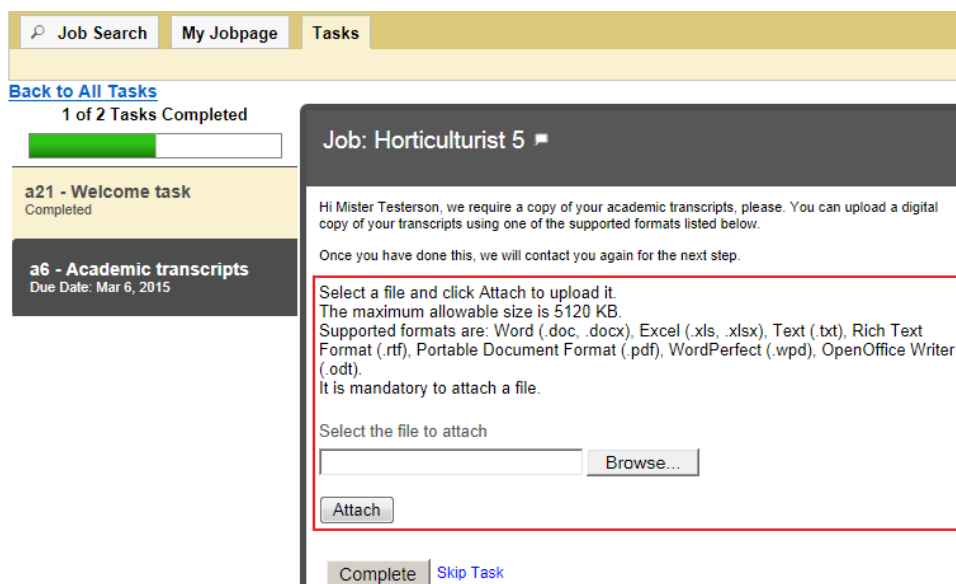 Job Search My Jobpage Tasks
Back to All Tasks
1 of 2 Tasks Completed
a21 - Welcome task
Completed
a6 - Academic transcripts
Due Date: Mar 6, 2015
Job: Horticulturist 5
Hi Mister Testerson, we require a copy of your academic transcripts, please. You can upload a digital
copy of your transcripts using one of the supported formats listed below.
Once you have done this, we will contact you again for the next step.
Select a file and click Attach to upload it.
The maximum allowable size is 5120 KB.
Supported formats are: Word (.doc, .docx), Excel (.xls, .xlsx), Text (.txt), Rich Text
Format (.rtf), Portable Document Format (.pdf), WordPerfect (.wpd), OpenOffice Writer
(.odt).
It is mandatory to attach a file.
Select the file to attach
Browse...
Attach
Complete Skip Task